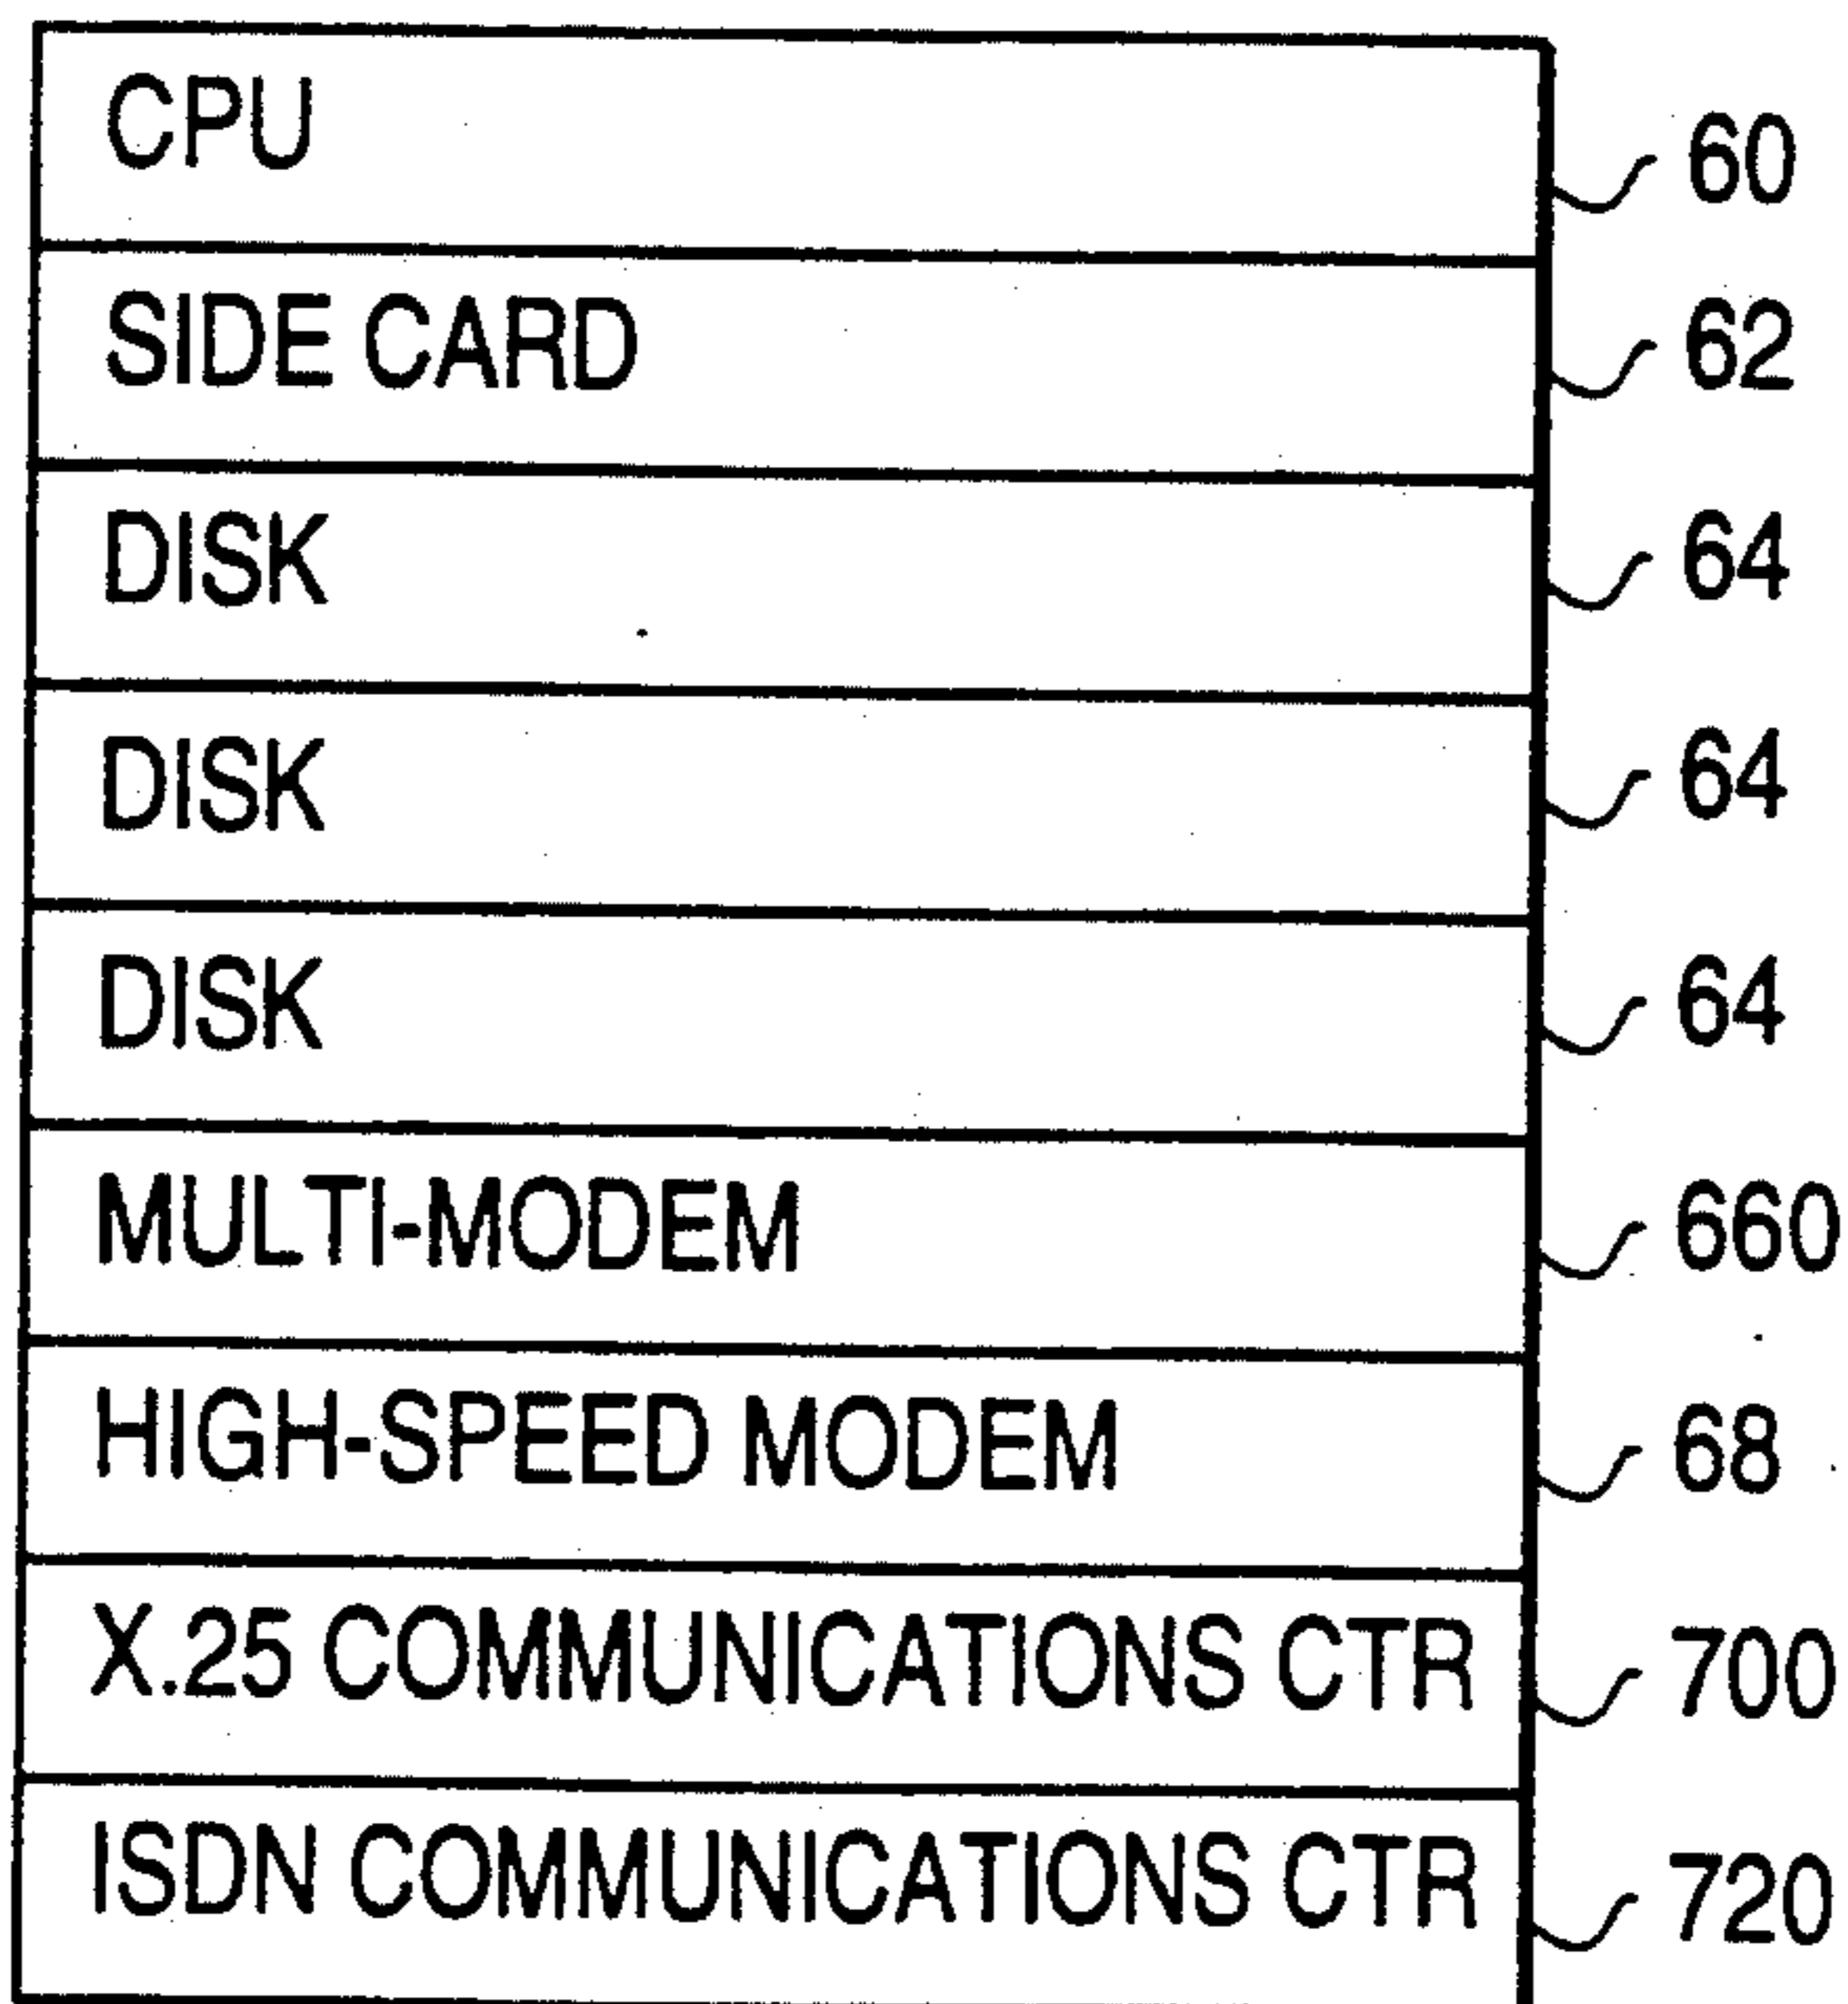 CPU 60
SIDE CARD 62
DISK 64
DISK 64
DISK 64
MULTI-MODEM 660
HIGH-SPEED MODEM 68
X.25 COMMUNICATIONS CTR 700
ISDN COMMUNICATIONS CTR 720